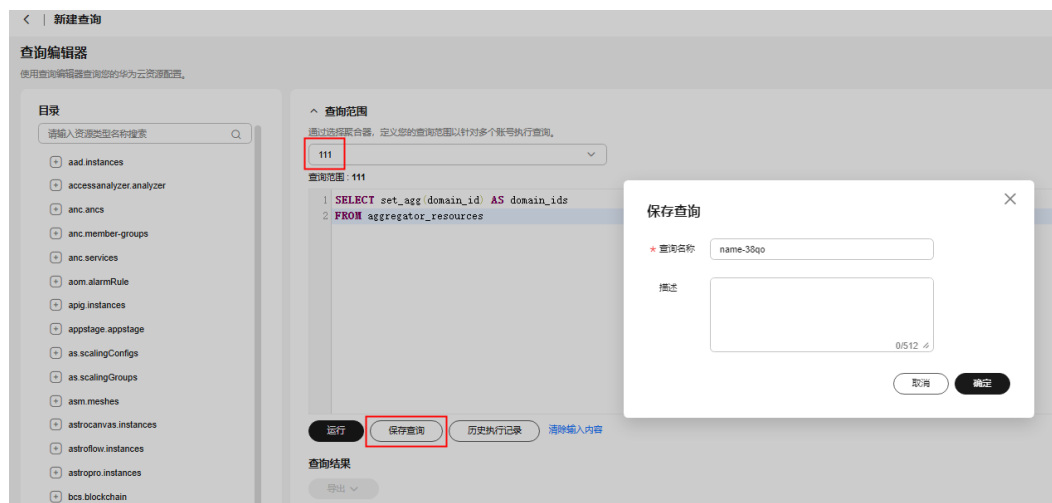 新建查询
查询编辑器
使用查询编辑器查询您的华为云资源配置。
目录
请输入资源类型名称搜索
aad.instances
accessanalyzer.analyzer
anc.ancs
anc.member-groups
anc.services
aom.alarmRule
apig.instances
appstage.appstage
as.scalingConfigs
as.scalingGroups
asm.meshes
astrocanvas.instances
astroflow.instances
astropro.instances
bcs.blockchain
查询范围
通过选择聚合器，定义您的查询范围以针对多个账号执行查询。
111
查询范围 : 111
1 SELECT set_agg(domain_id) AS domain_ids
2 FROM aggregator_resources
运行 保存查询 历史执行记录 清除输入内容
查询结果
导出
保存查询
* 查询名称 name-38qo
描述
0/512
取消 确定